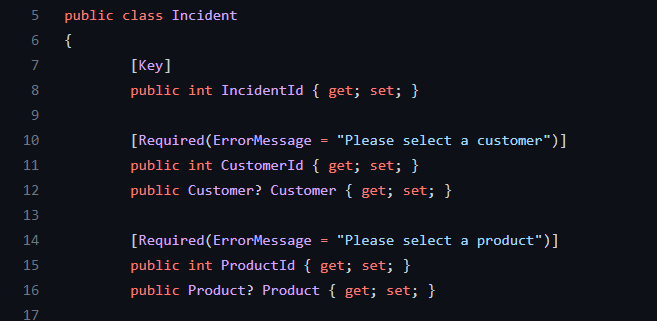 5 public class Incident
6 {
7 [Key]
8 public int IncidentId { get; set; }
9
10 [Required(ErrorMessage = "Please select a customer")]
11 public int CustomerId { get; set; }
12 public Customer? Customer { get; set; }
13
14 [Required(ErrorMessage = "Please select a product")]
15 public int ProductId { get; set; }
16 public Product? Product { get; set; }
17